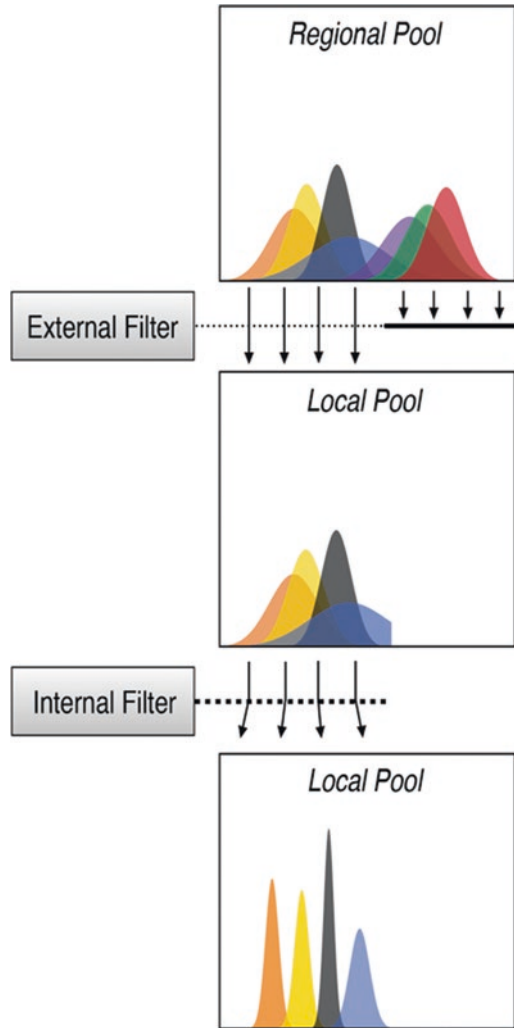 Regional Pool
External Filter
Local Pool
Internal Filter
Local Pool